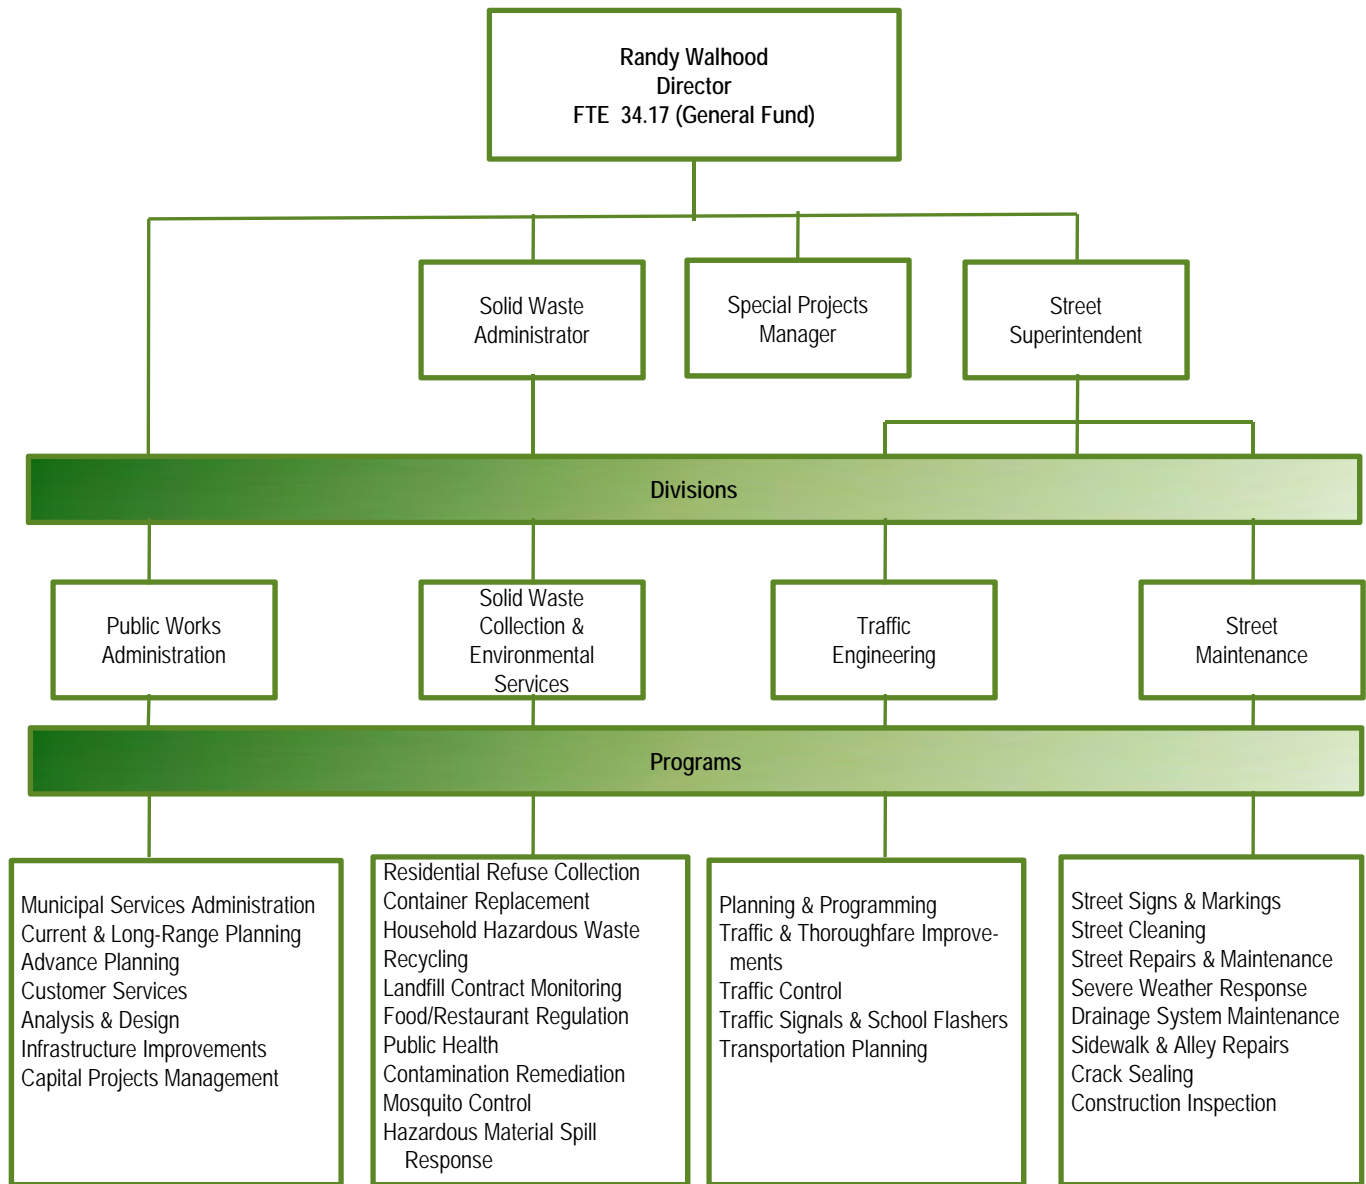 Randy Walhood
Director
FTE 34.17 (General Fund)
Solid Waste
Administrator
Special Projects
Manager
Street
Superintendent
Divisions
Public Works
Administration
Solid Waste
Collection &
Environmental
Services
Traffic
Engineering
Street
Maintenance
Programs
Municipal Services Administration
Current & Long-Range Planning
Advance Planning
Customer Services
Analysis & Design
Infrastructure Improvements
Capital Projects Management
Residential Refuse Collection
Container Replacement
Household Hazardous Waste
Recycling
Landfill Contract Monitoring
Food/Restaurant Regulation
Public Health
Contamination Remediation
Mosquito Control
Hazardous Material Spill
Response
Planning & Programming
Traffic & Thoroughfare Improve-
ments
Traffic Control
Traffic Signals & School Flashers
Transportation Planning
Street Signs & Markings
Street Cleaning
Street Repairs & Maintenance
Severe Weather Response
Drainage System Maintenance
Sidewalk & Alley Repairs
Crack Sealing
Construction Inspection